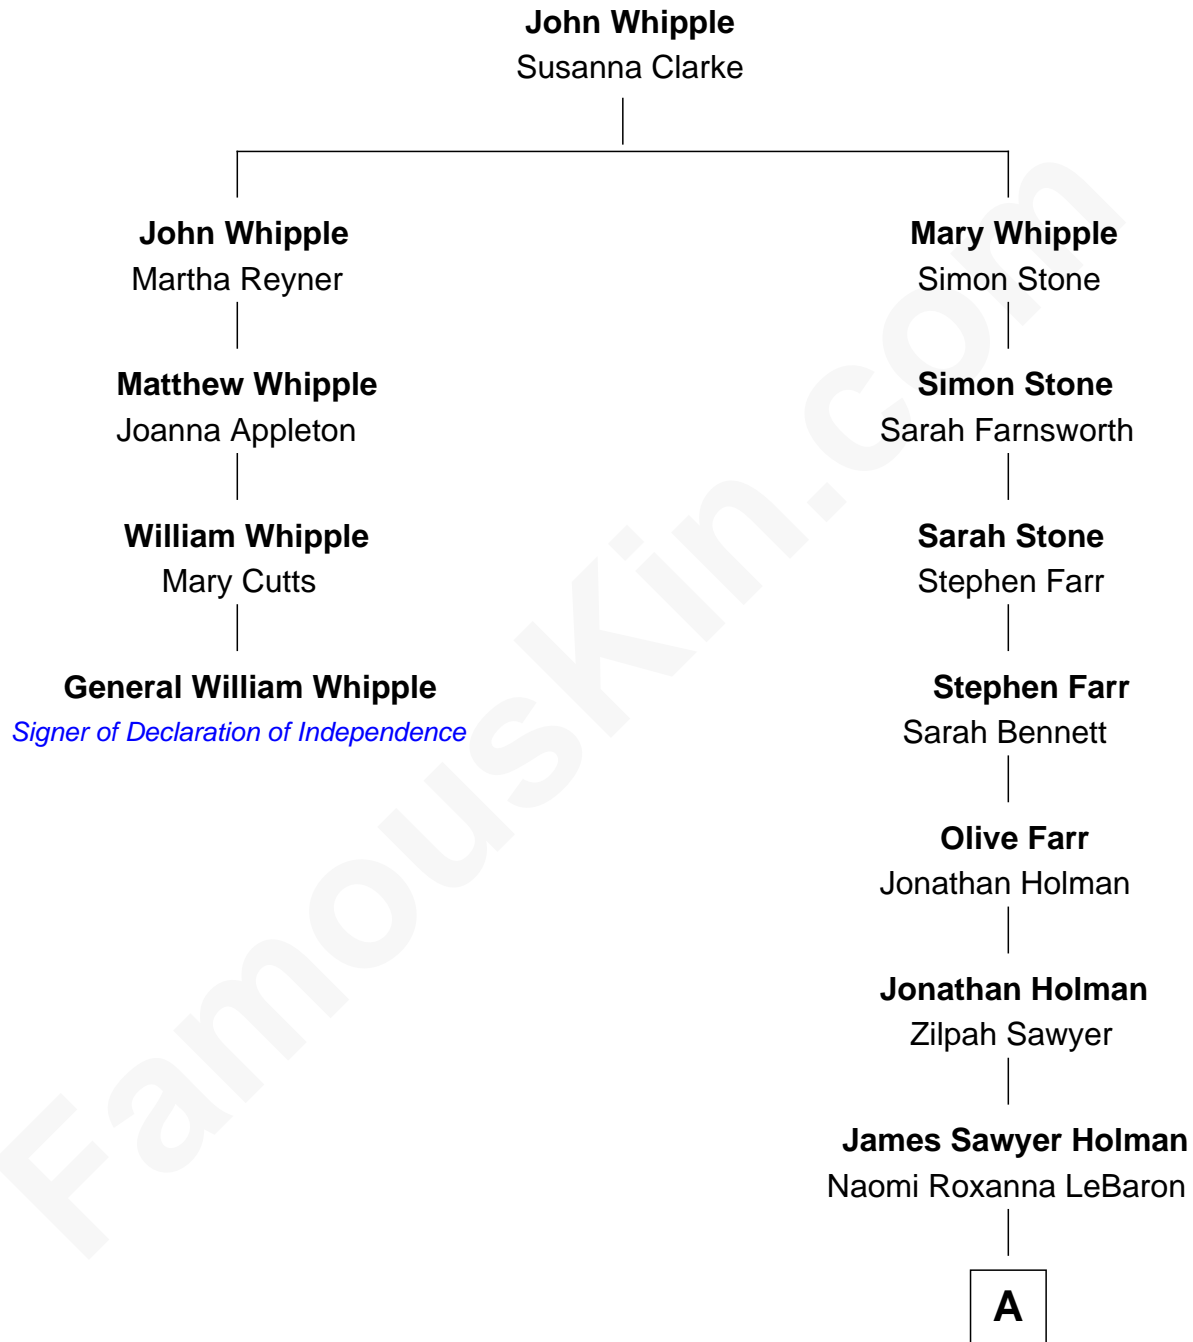 John Whipple
Susanna Clarke
John Whipple
Martha Reyner
Mary Whipple
Simon Stone
Matthew Whipple
Joanna Appleton
Simon Stone
Sarah Farnsworth
William Whipple
Mary Cutts
Sarah Stone
Stephen Farr
General William Whipple
Signer of Declaration of Independence
Stephen Farr
Sarah Bennett
Olive Farr
Jonathan Holman
Jonathan Holman
Zilpah Sawyer
James Sawyer Holman
Naomi Roxanna LeBaron
A
FamousKin.com